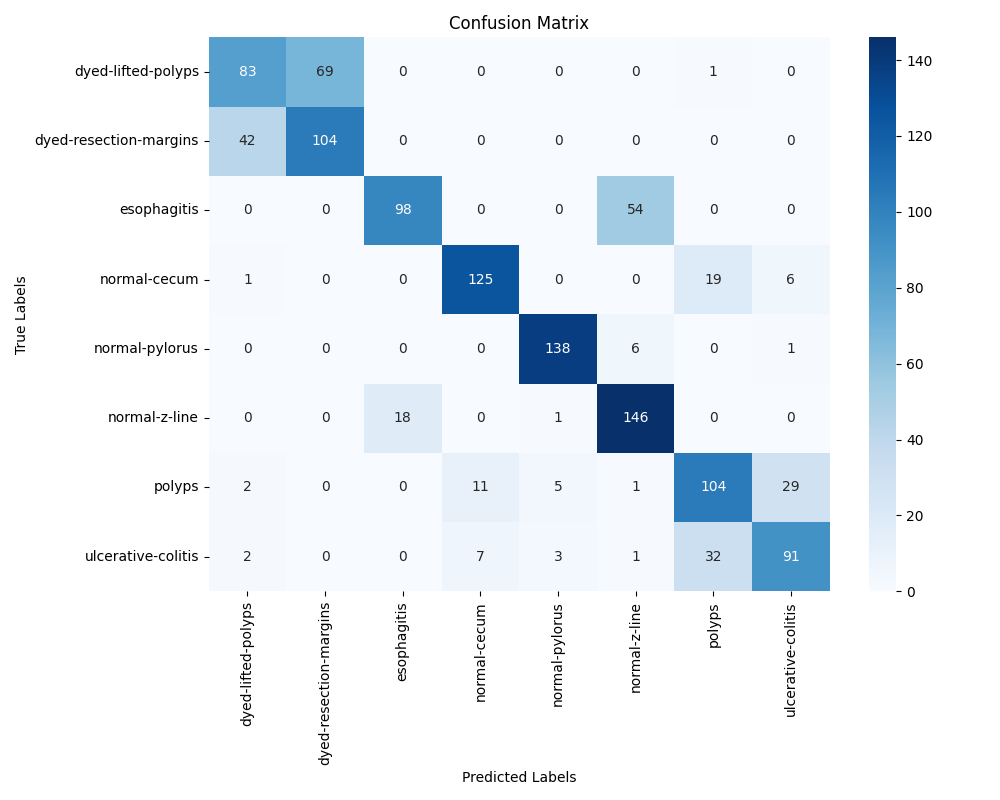 Confusion Matrix
True Labels
dyed-lifted-polyps 83 69 0 0 0 0 1 0
dyed-resection-margins 42 104 0 0 0 0 0 0
esophagitis 0 0 98 0 0 54 0 0
normal-cecum 1 0 0 125 0 0 19 6
normal-pylorus 0 0 0 0 138 6 0 1
normal-z-line 0 0 18 0 1 146 0 0
polyps 2 0 0 11 5 1 104 29
ulcerative-colitis 2 0 0 7 3 1 32 91
dyed-lifted-polyps
dyed-resection-margins
esophagitis
normal-cecum
normal-pylorus
normal-z-line
polyps
ulcerative-colitis
Predicted Labels
140
120
100
80
60
40
20
0